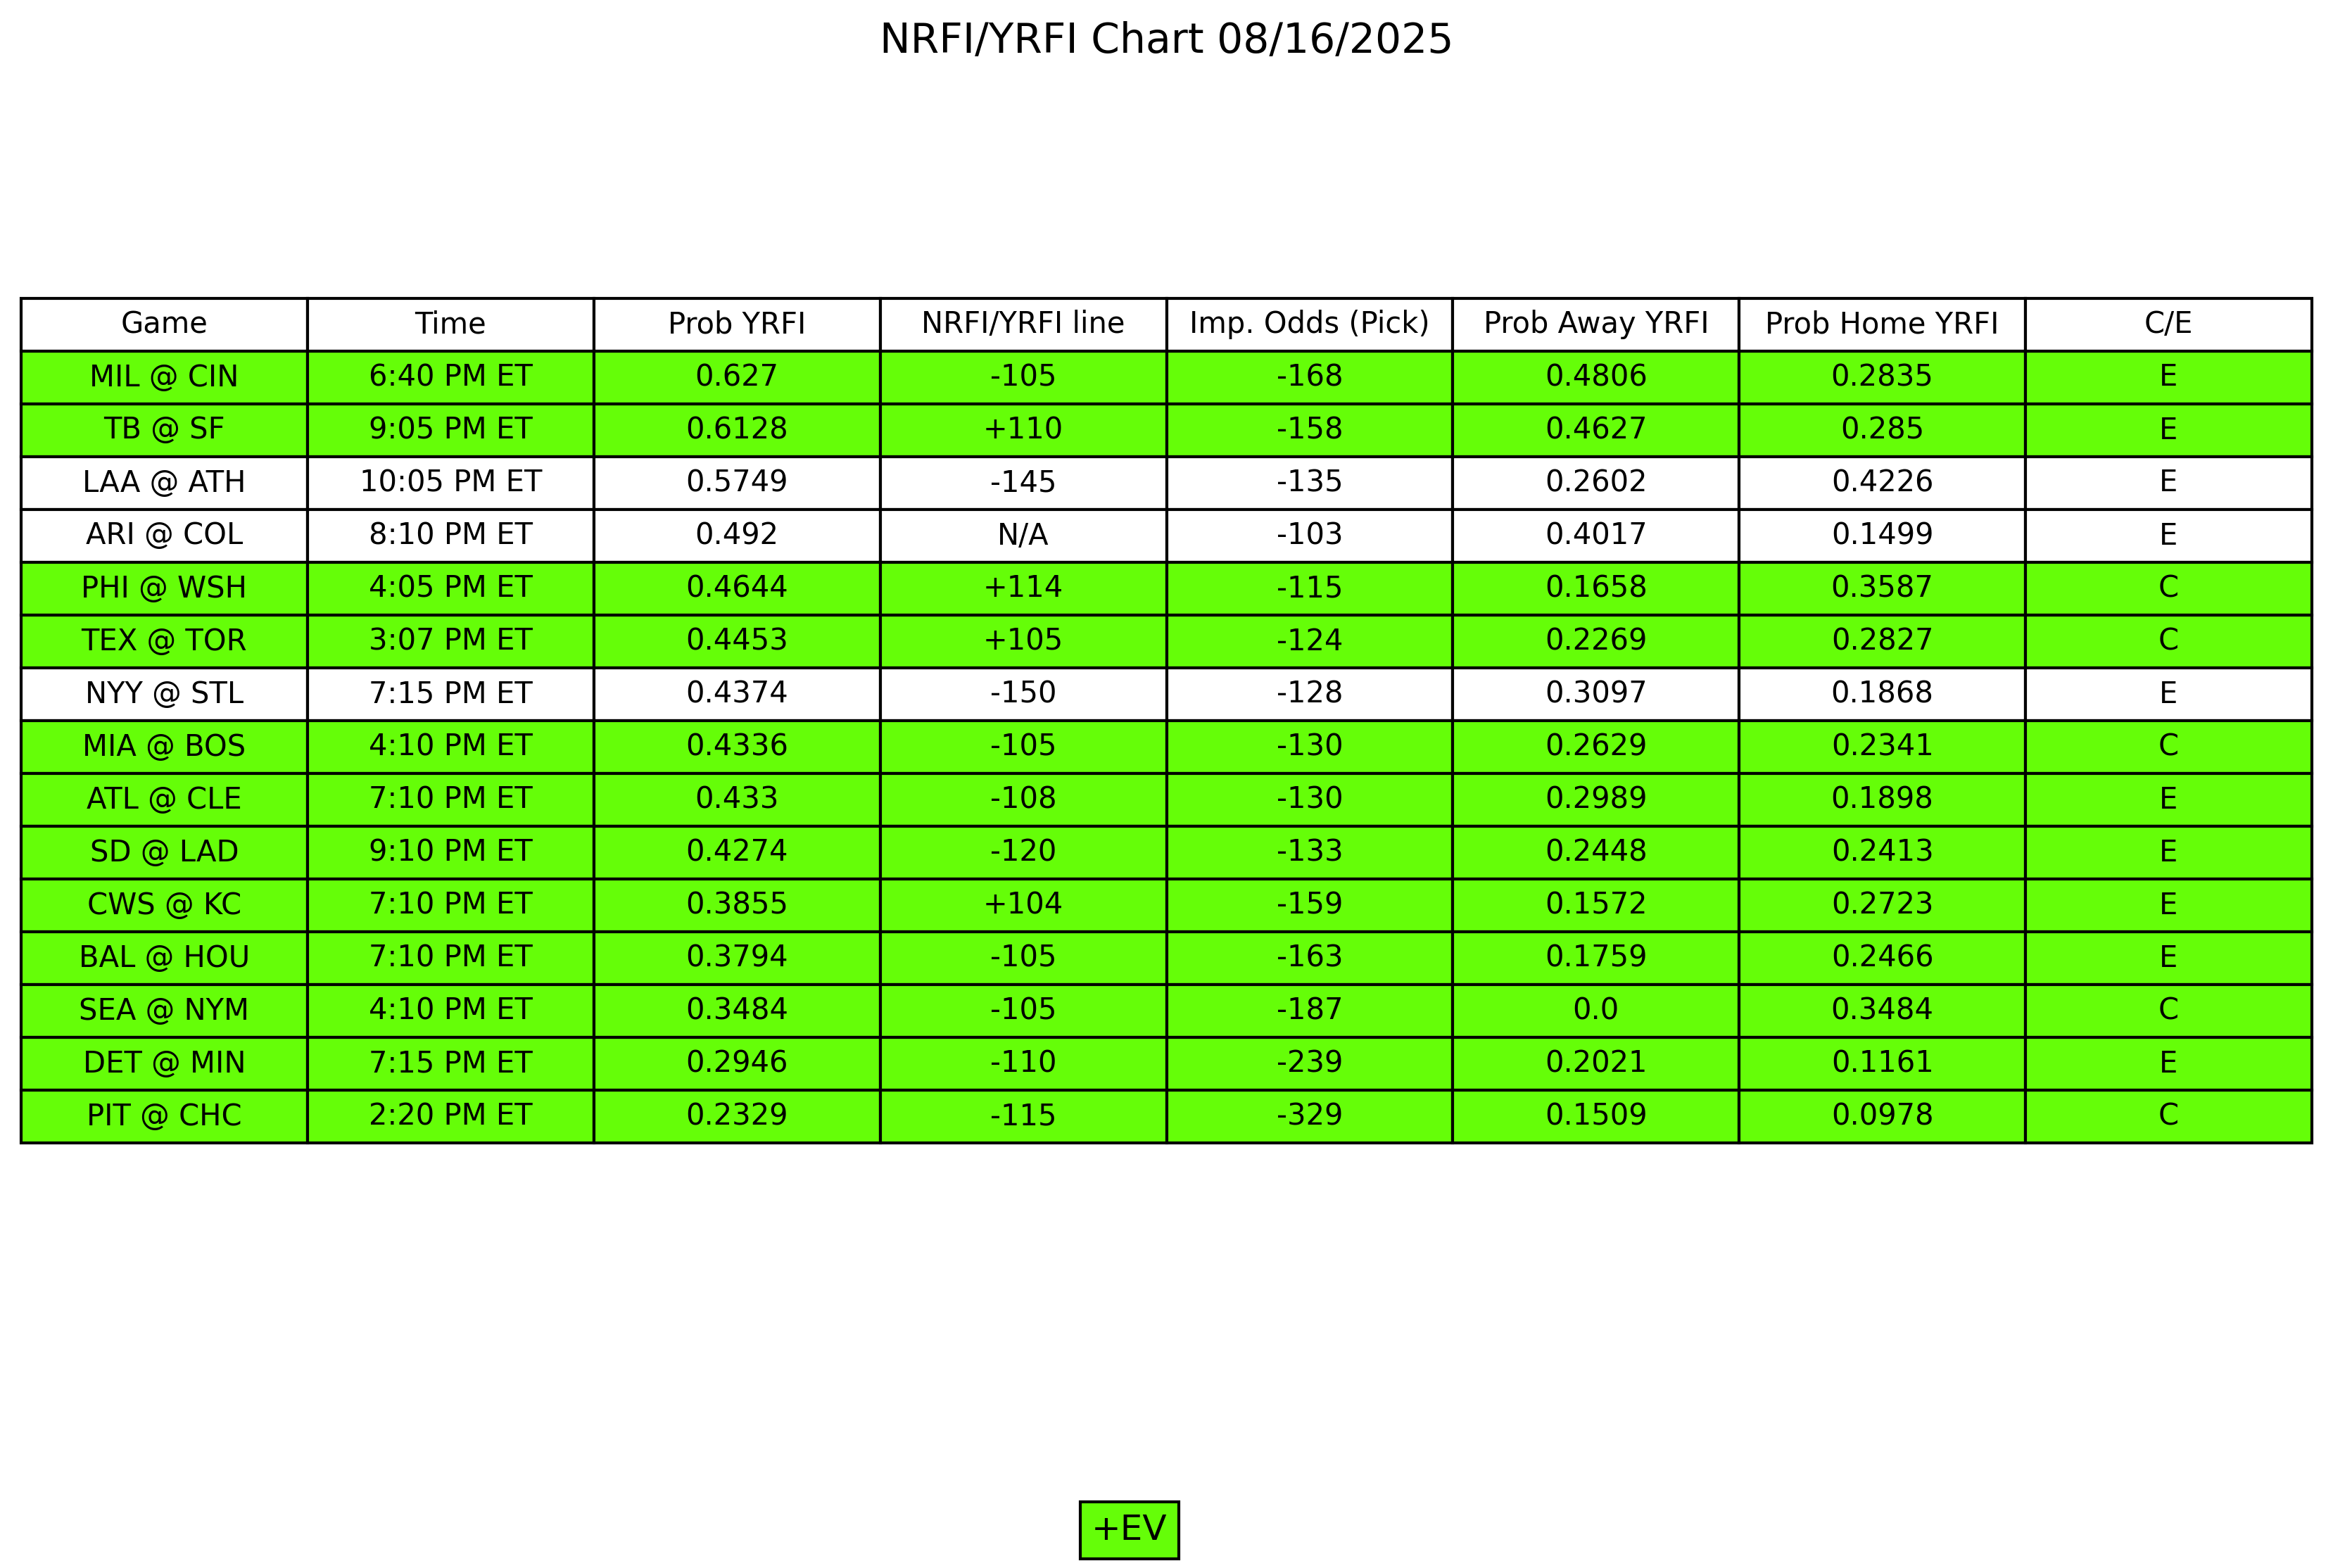 NRFI/YRFI Chart 08/16/2025
Game Time Prob YRFI NRFI/YRFI line Imp. Odds (Pick) Prob Away YRFI Prob Home YRFI C/E
MIL @ CIN 6:40 PM ET 0.627 -105 -168 0.4806 0.2835 E
TB @ SF 9:05 PM ET 0.6128 +110 -158 0.4627 0.285 E
LAA @ ATH 10:05 PM ET 0.5749 -145 -135 0.2602 0.4226 E
ARI @ COL 8:10 PM ET 0.492 N/A -103 0.4017 0.1499 E
PHI @ WSH 4:05 PM ET 0.4644 +114 -115 0.1658 0.3587 C
TEX @ TOR 3:07 PM ET 0.4453 +105 -124 0.2269 0.2827 C
NYY @ STL 7:15 PM ET 0.4374 -150 -128 0.3097 0.1868 E
MIA @ BOS 4:10 PM ET 0.4336 -105 -130 0.2629 0.2341 C
ATL @ CLE 7:10 PM ET 0.433 -108 -130 0.2989 0.1898 E
SD @ LAD 9:10 PM ET 0.4274 -120 -133 0.2448 0.2413 E
CWS @ KC 7:10 PM ET 0.3855 +104 -159 0.1572 0.2723 E
BAL @ HOU 7:10 PM ET 0.3794 -105 -163 0.1759 0.2466 E
SEA @ NYM 4:10 PM ET 0.3484 -105 -187 0.0 0.3484 C
DET @ MIN 7:15 PM ET 0.2946 -110 -239 0.2021 0.1161 E
PIT @ CHC 2:20 PM ET 0.2329 -115 -329 0.1509 0.0978 C
+EV